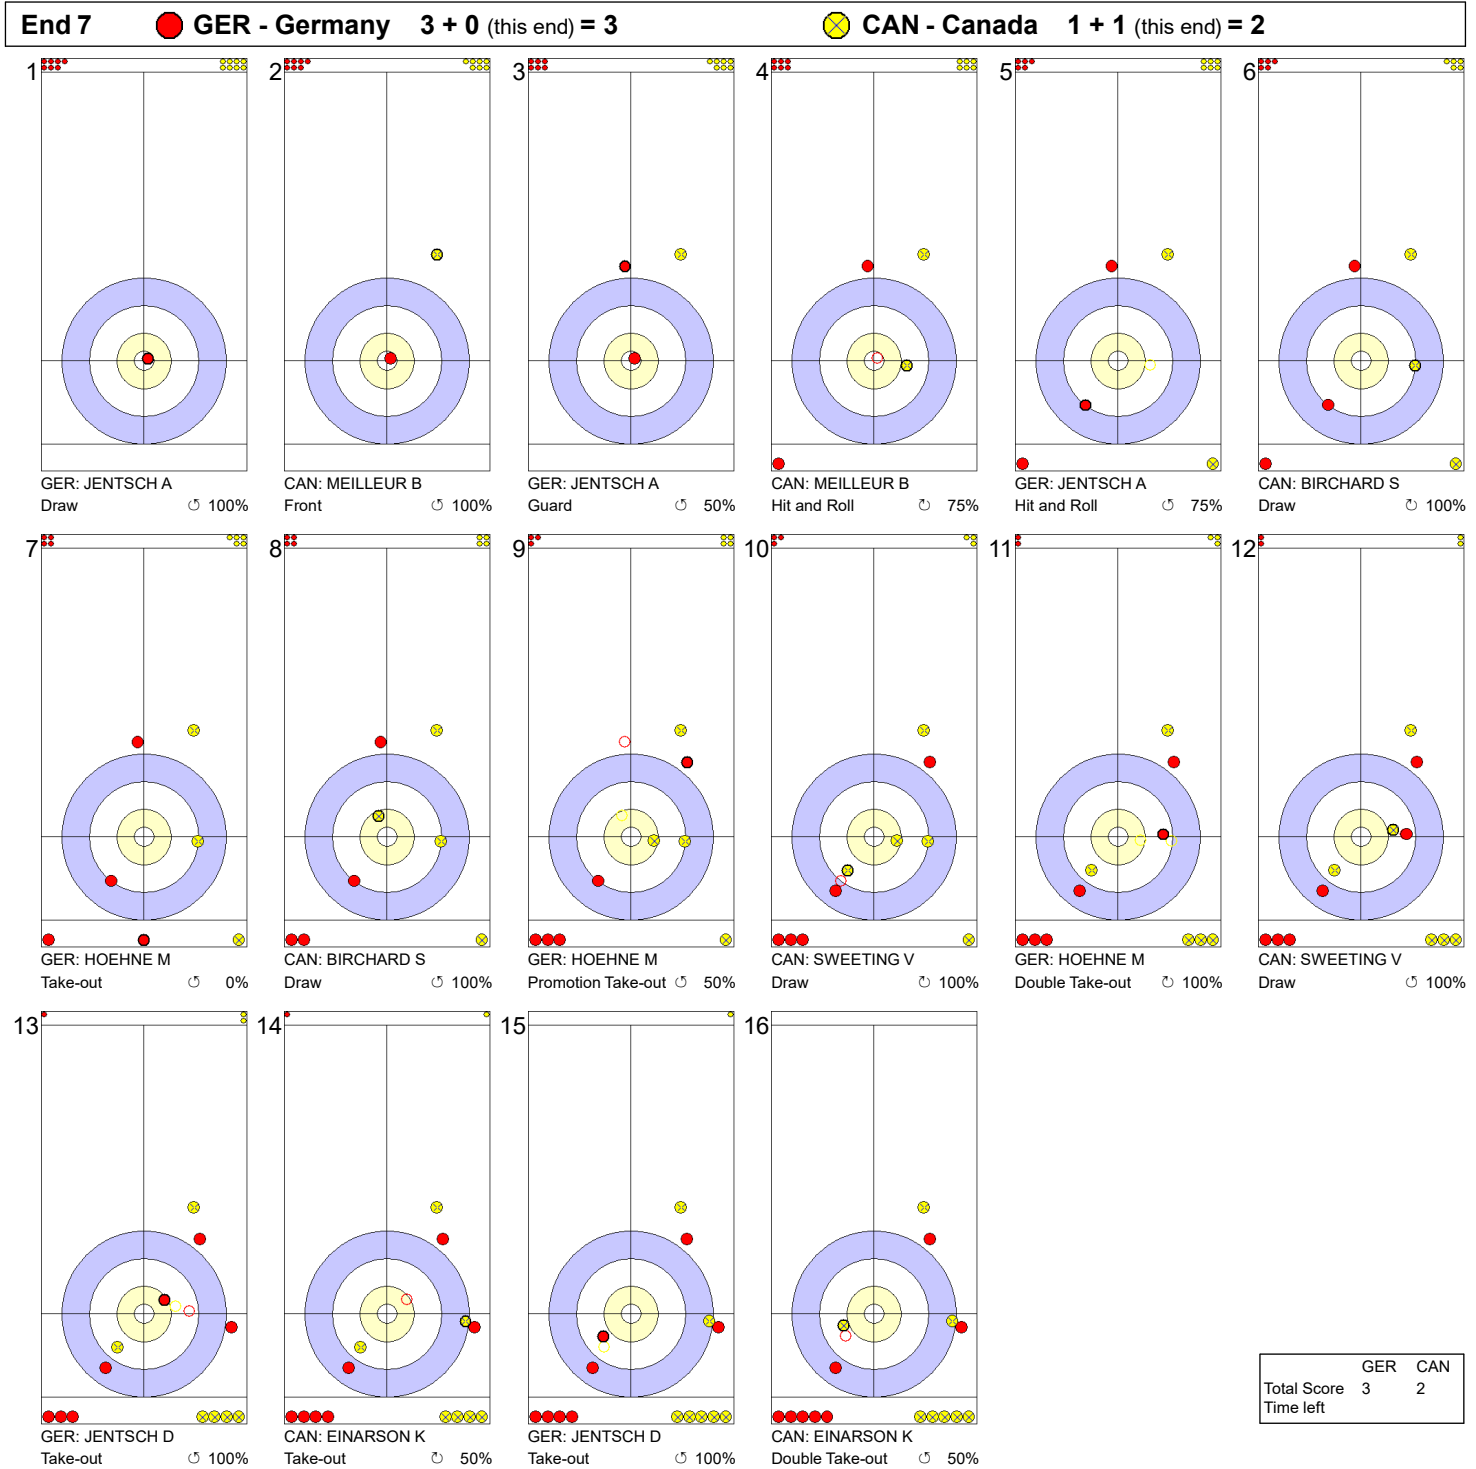 End 7 GER - Germany 3 + 0 (this end) = 3 CAN - Canada 1 + 1 (this end) = 2
1 2 3 4 5 6
GER: JENTSCH A CAN: MEILLEUR B GER: JENTSCH A CAN: MEILLEUR B GER: JENTSCH A CAN: BIRCHARD S
Draw ↺ 100% Front ↺ 100% Guard ↺ 50% Hit and Roll ↻ 75% Hit and Roll ↺ 75% Draw ↻ 100%
7 8 9 10 11 12
GER: HOEHNE M CAN: BIRCHARD S GER: HOEHNE M CAN: SWEETING V GER: HOEHNE M CAN: SWEETING V
Take-out ↺ 0% Draw ↺ 100% Promotion Take-out ↺ 50% Draw ↻ 100% Double Take-out ↻ 100% Draw ↻ 100%
13 14 15 16
GER: JENTSCH D CAN: EINARSON K GER: JENTSCH D CAN: EINARSON K
Take-out ↺ 100% Take-out ↻ 50% Take-out ↺ 100% Double Take-out ↻ 50%
GER CAN
Total Score 3 2
Time left